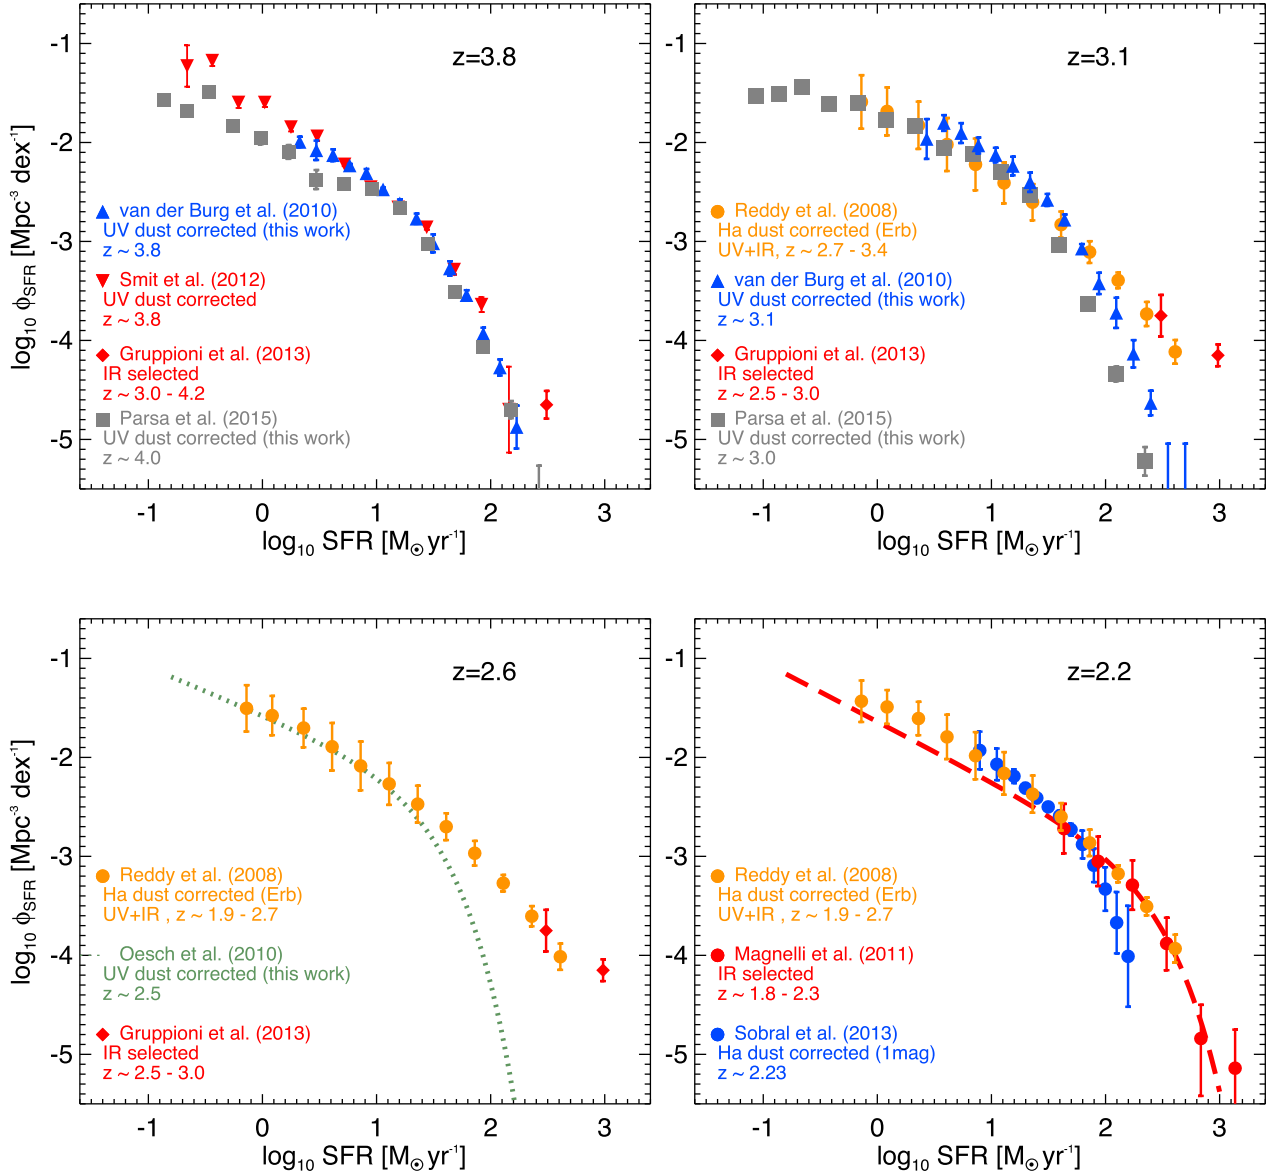 z=3.8
-1
-2
-3
-4
-5
log10 ϕSFR [Mpc-3 dex-1]
van der Burg et al. (2010)
UV dust corrected (this work)
z ~ 3.8
Smit et al. (2012)
UV dust corrected
z ~ 3.8
Gruppioni et al. (2013)
IR selected
z ~ 3.0 - 4.2
Parsa et al. (2015)
UV dust corrected (this work)
z ~ 4.0
-1 0 1 2 3
log10 SFR [M⊙ yr-1]
z=3.1
-1
-2
-3
-4
-5
Reddy et al. (2008)
Ha dust corrected (Erb)
UV+IR, z ~ 2.7 - 3.4
van der Burg et al. (2010)
UV dust corrected (this work)
z ~ 3.1
Gruppioni et al. (2013)
IR selected
z ~ 2.5 - 3.0
Parsa et al. (2015)
UV dust corrected (this work)
z ~ 3.0
-1 0 1 2 3
log10 SFR [M⊙ yr-1]
z=2.6
-1
-2
-3
-4
-5
log10 ϕSFR [Mpc-3 dex-1]
Reddy et al. (2008)
Ha dust corrected (Erb)
UV+IR , z ~ 1.9 - 2.7
Oesch et al. (2010)
UV dust corrected (this work)
z ~ 2.5
Gruppioni et al. (2013)
IR selected
z ~ 2.5 - 3.0
-1 0 1 2 3
log10 SFR [M⊙ yr-1]
z=2.2
-1
-2
-3
-4
-5
Reddy et al. (2008)
Ha dust corrected (Erb)
UV+IR , z ~ 1.9 - 2.7
Magnelli et al. (2011)
IR selected
z ~ 1.8 - 2.3
Sobral et al. (2013)
Ha dust corrected (1mag)
z ~ 2.23
-1 0 1 2 3
log10 SFR [M⊙ yr-1]